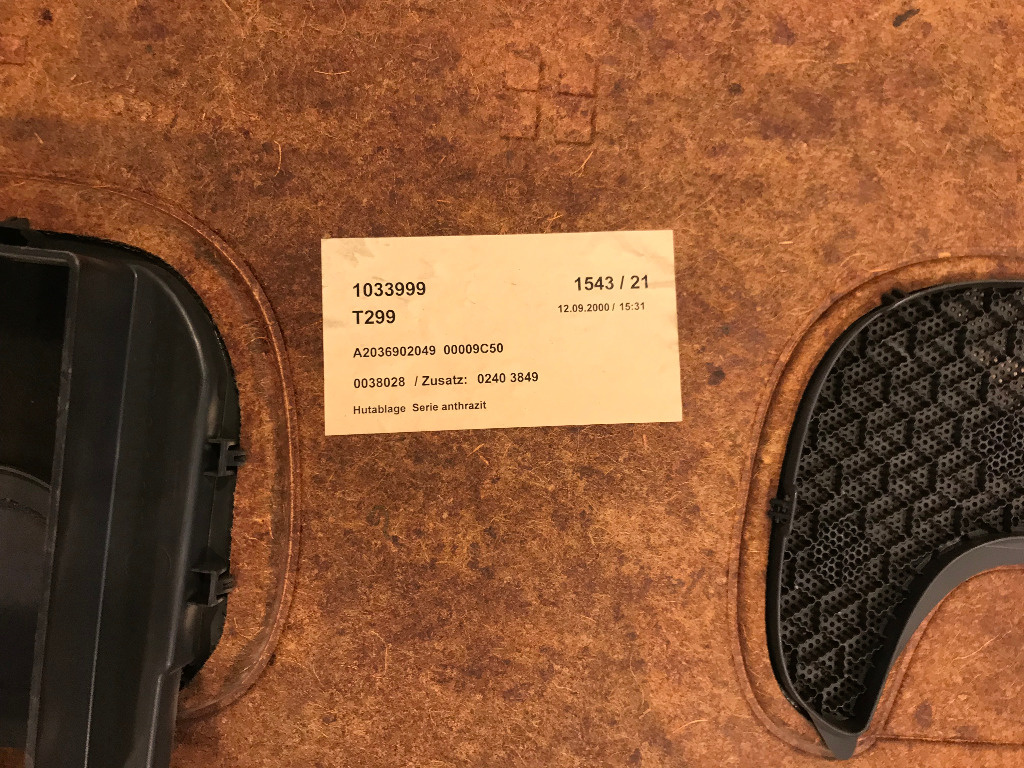 1033999 1543 / 21
T299 12.09.2000 / 15:31
A2036902049 00009C50
0038028 / Zusatz: 0240 3849
Hutablage Serie anthrazit